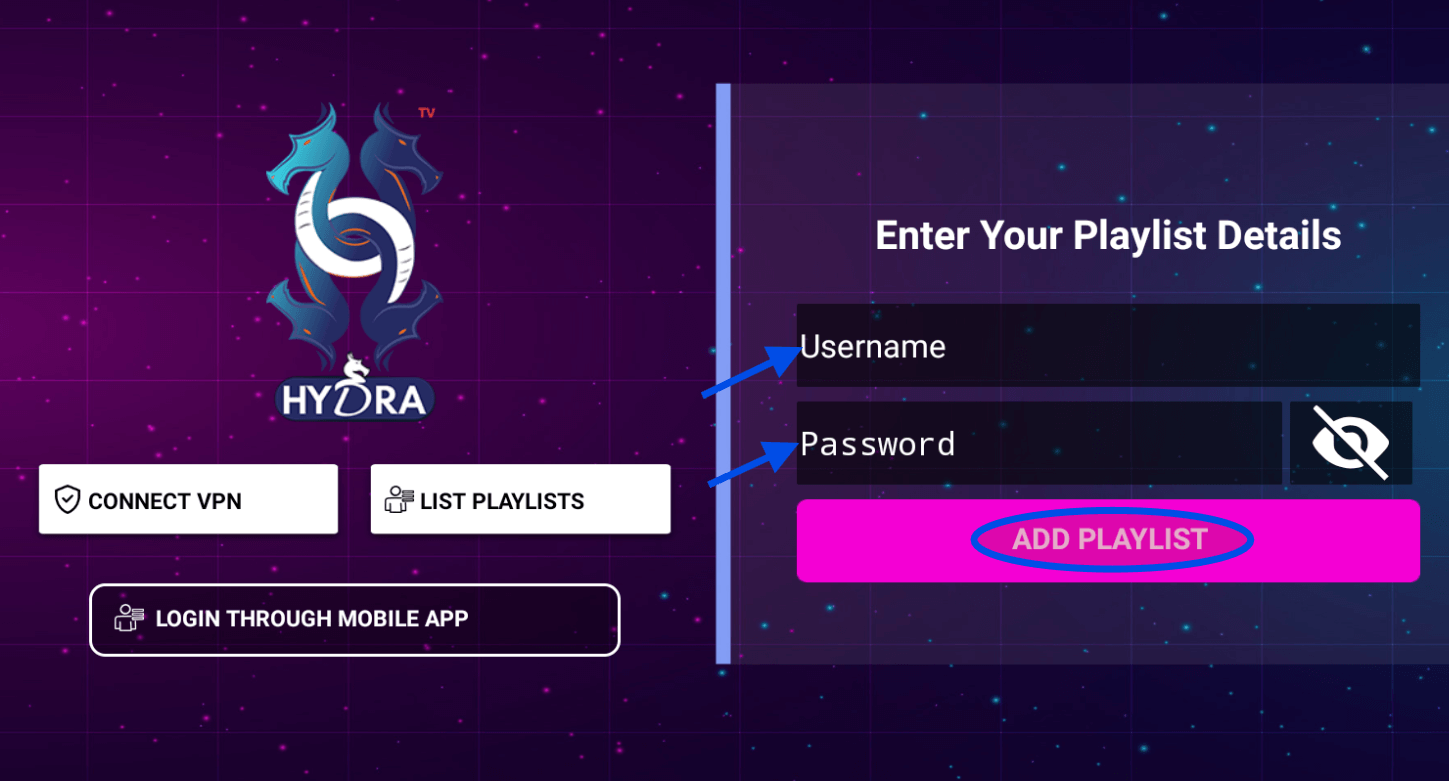 TV
HYDRA
CONNECT VPN
LIST PLAYLISTS
LOGIN THROUGH MOBILE APP
Enter Your Playlist Details
Username
Password
ADD PLAYLIST